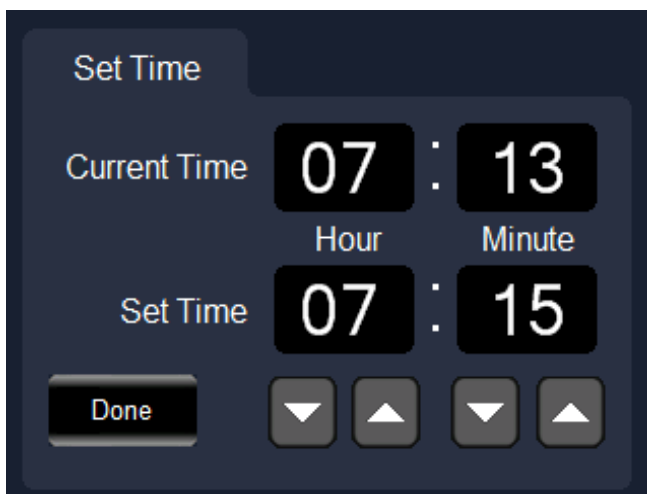 Set Time
Current Time 07 : 13
Hour Minute
Set Time 07 : 15
Done